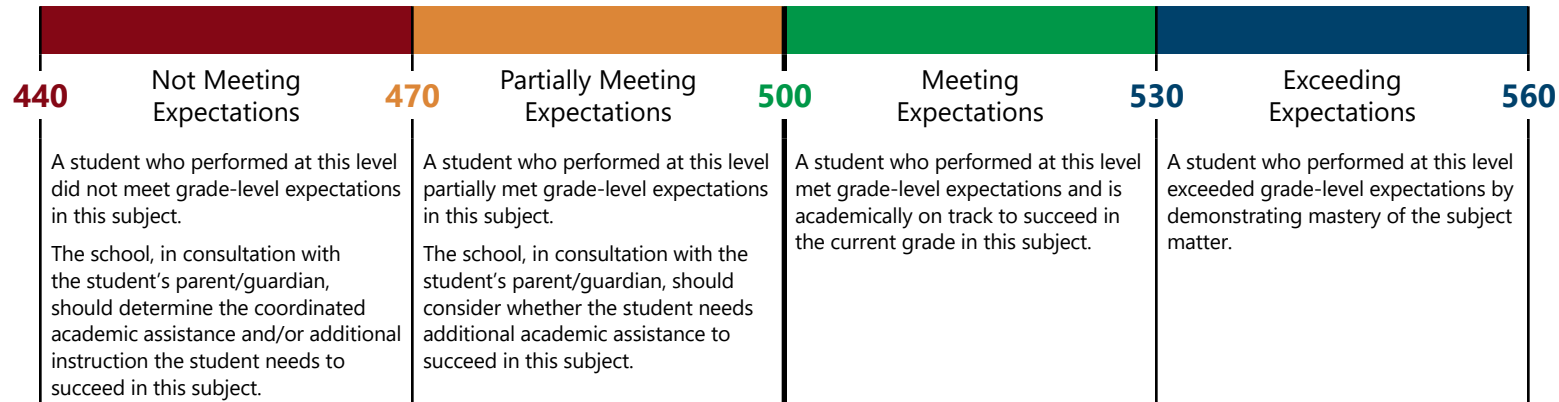 440
Not Meeting
Expectations
470
Partially Meeting
Expectations
500
Meeting
Expectations
530
Exceeding
Expectations
560
A student who performed at this level
did not meet grade-level expectations
in this subject.
The school, in consultation with
the student’s parent/guardian,
should determine the coordinated
academic assistance and/or additional
instruction the student needs to
succeed in this subject.
A student who performed at this level
partially met grade-level expectations
in this subject.
The school, in consultation with the
student’s parent/guardian, should
consider whether the student needs
additional academic assistance to
succeed in this subject.
A student who performed at this level
met grade-level expectations and is
academically on track to succeed in
the current grade in this subject.
A student who performed at this level
exceeded grade-level expectations by
demonstrating mastery of the subject
matter.